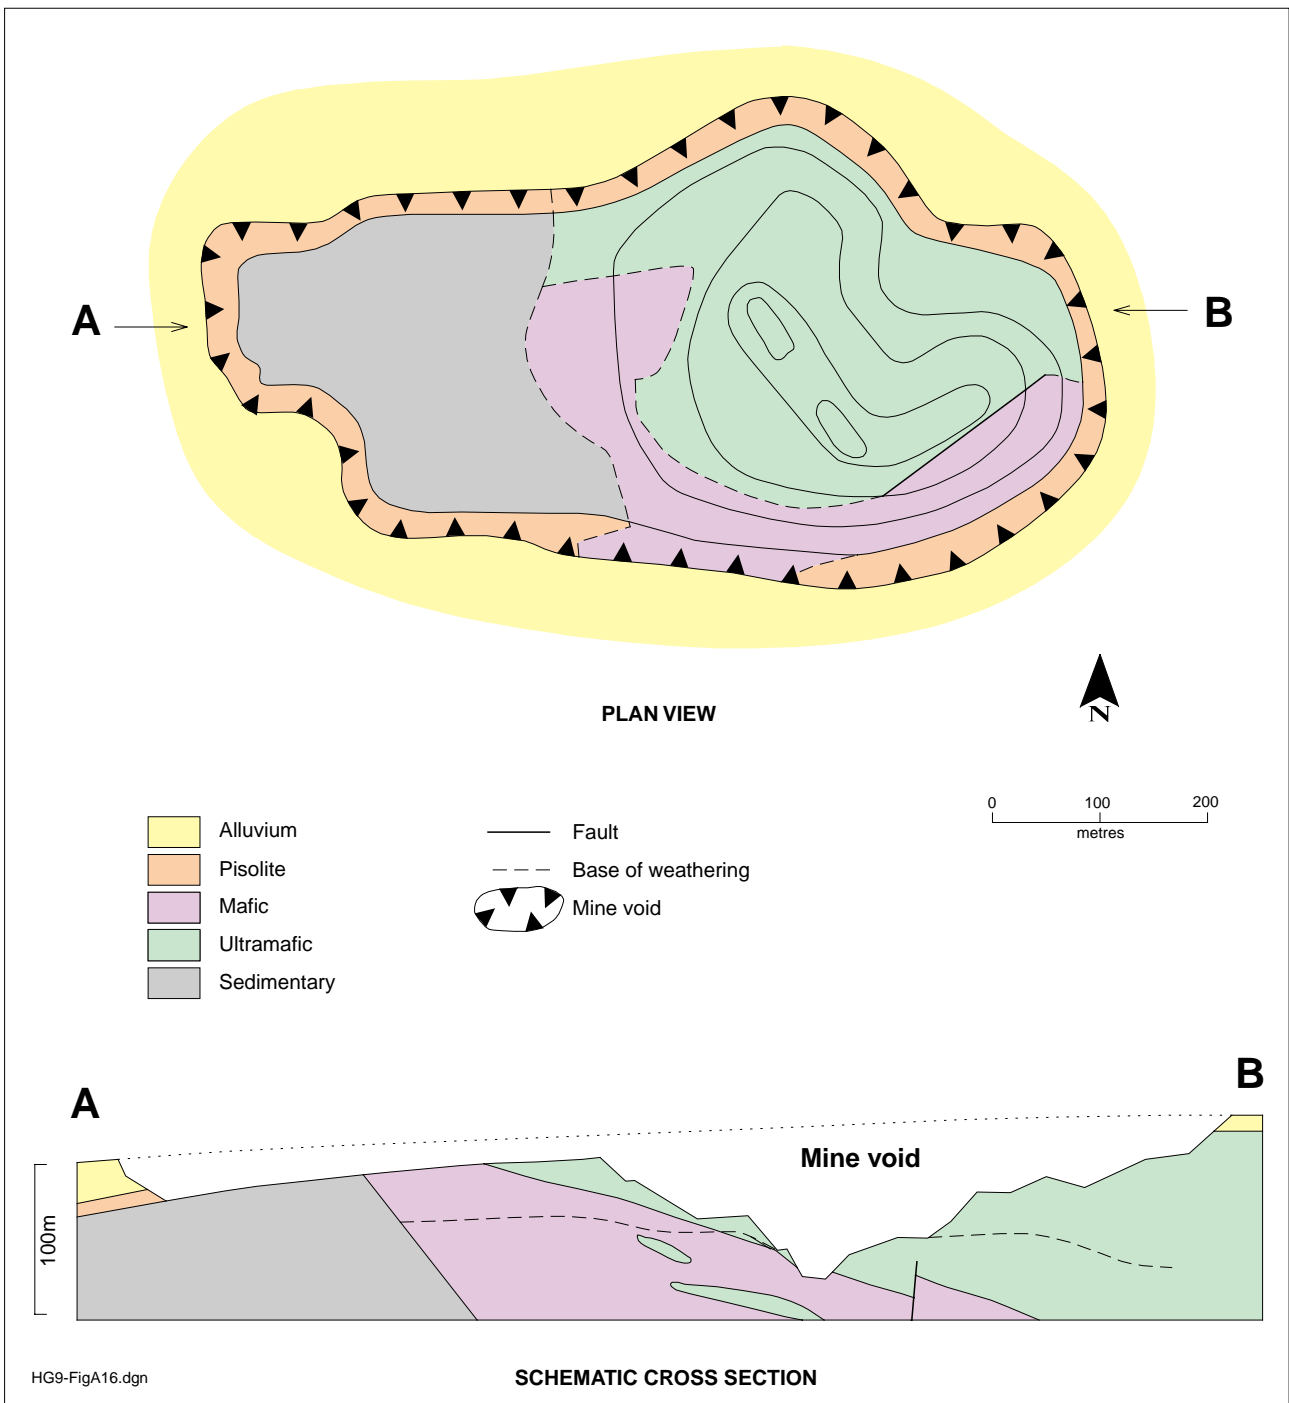 A
B
PLAN VIEW
N
0 100 200
metres
Alluvium
Pisolite
Mafic
Ultramafic
Sedimentary
Fault
Base of weathering
Mine void
A
B
Mine void
100m
HG9-FigA16.dgn
SCHEMATIC CROSS SECTION